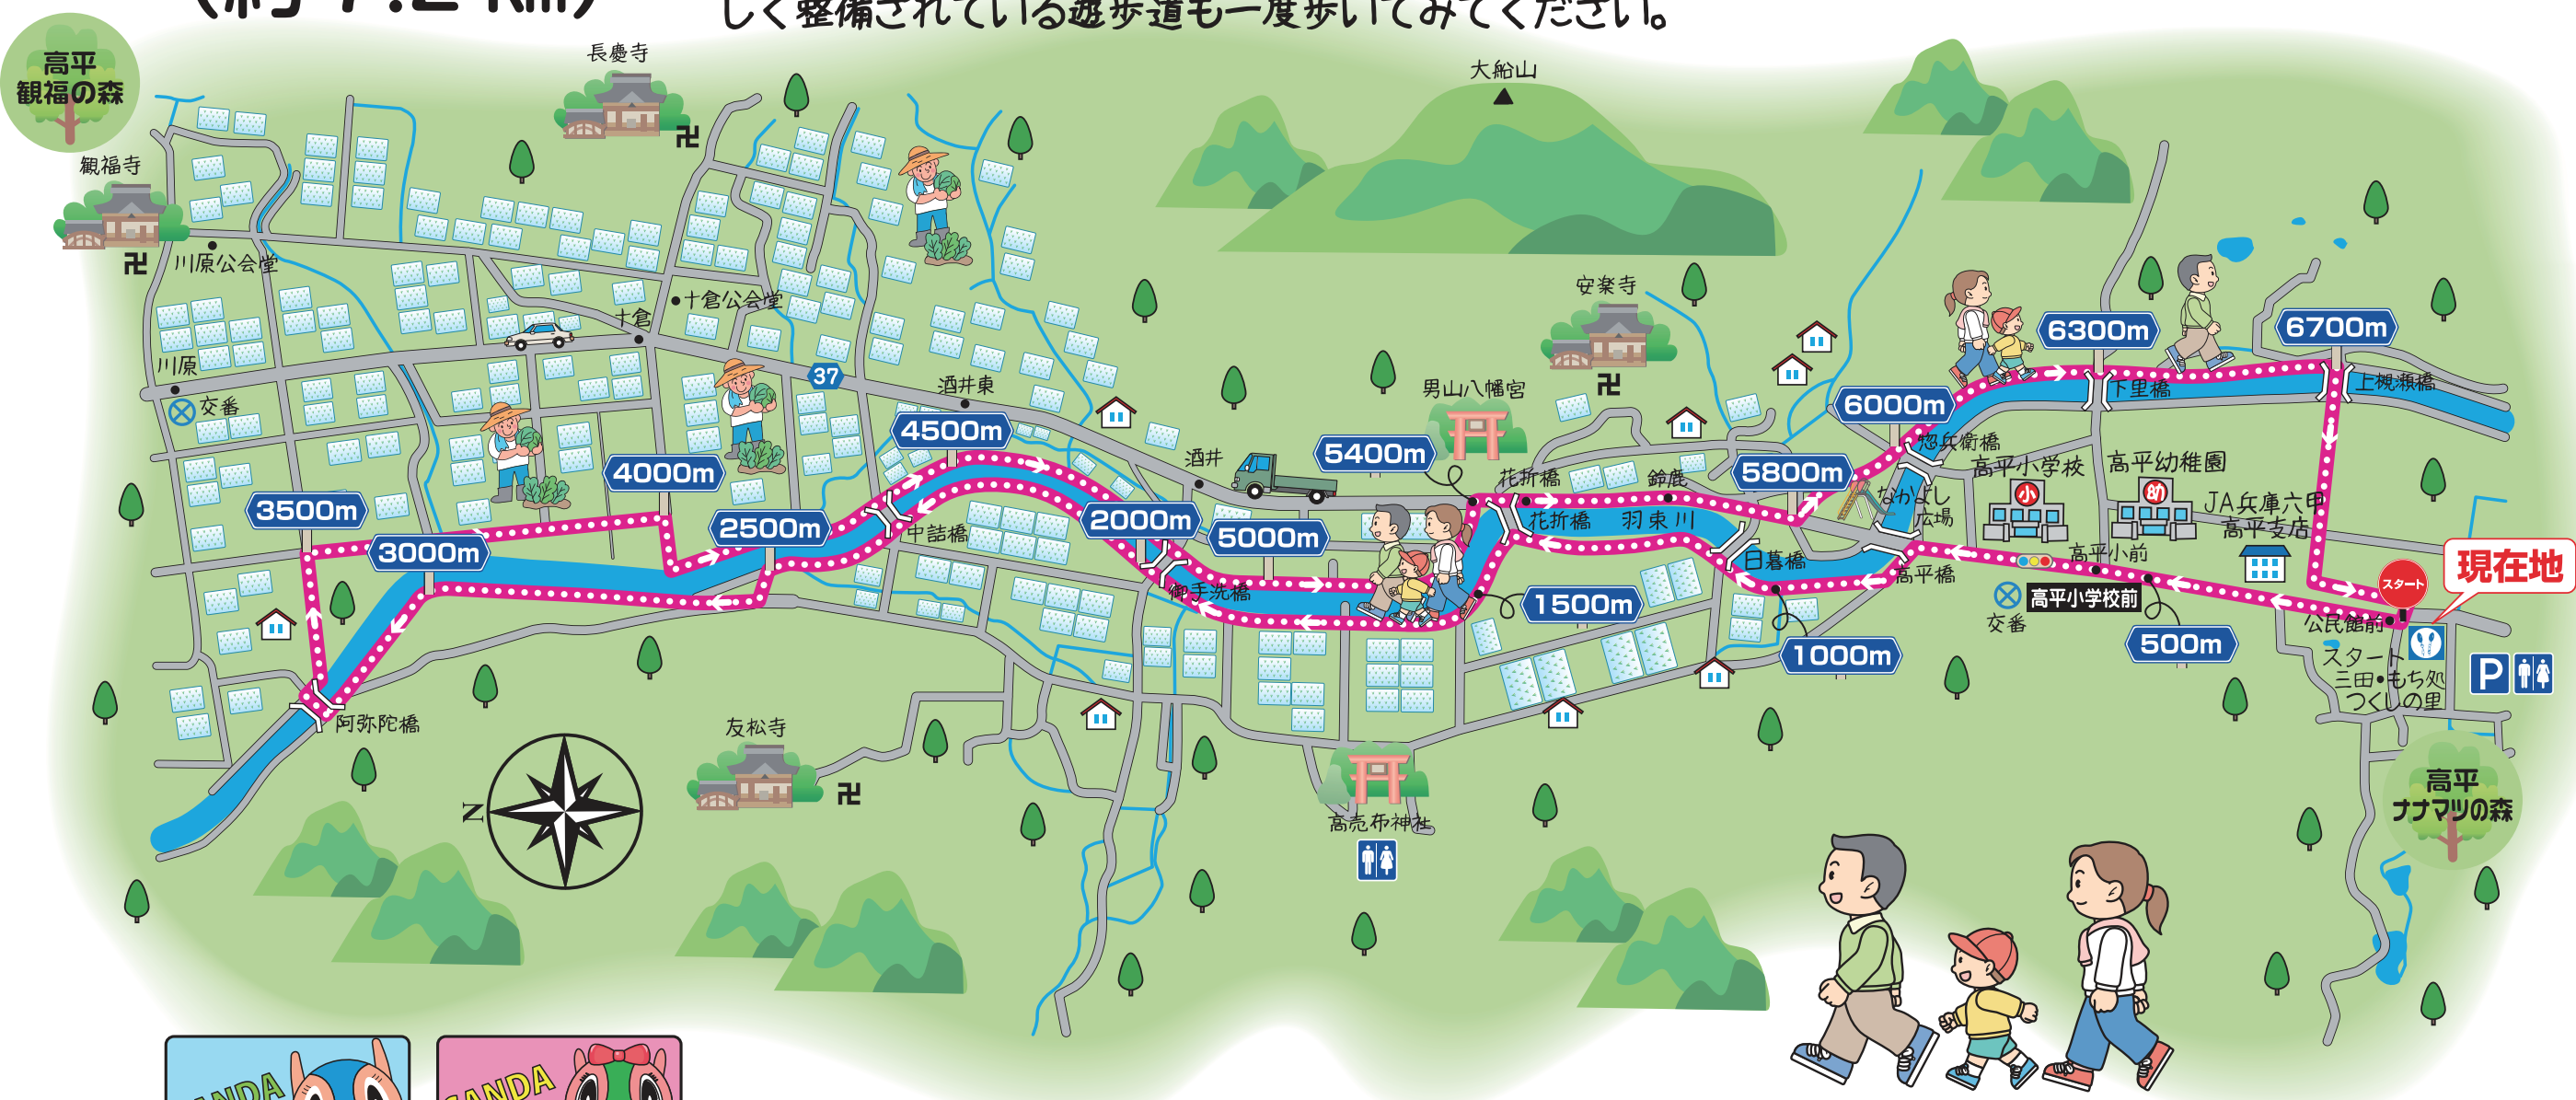 (約7.2km)
しく整備されている遊歩道も一度歩いてみてください。
高平
観福の森
観福寺
長慶寺
大船山
川原公会堂
十倉公会堂
十倉
川原
交番
37
酒井東
酒井
男山八幡宮
安楽寺
6300m
6700m
下里橋
上槻瀬橋
6000m
惣兵衛橋
4500m
4000m
3500m
3000m
2500m
2000m
5000m
5400m
5800m
花折橋
鈴鹿
花折橋
羽束川
なかよし
広場
高平小学校
小
高平幼稚園
幼
JA兵庫六甲
高平支店
中詰橋
御手洗橋
日暮橋
高平橋
高平小前
高平小学校前
交番
1500m
1000m
500m
スタート
現在地
公民館前
スタート
三田・もち処
つくしの里
P
阿弥陀橋
N
友松寺
高売布神社
高平
ナナマツの森
SANDA